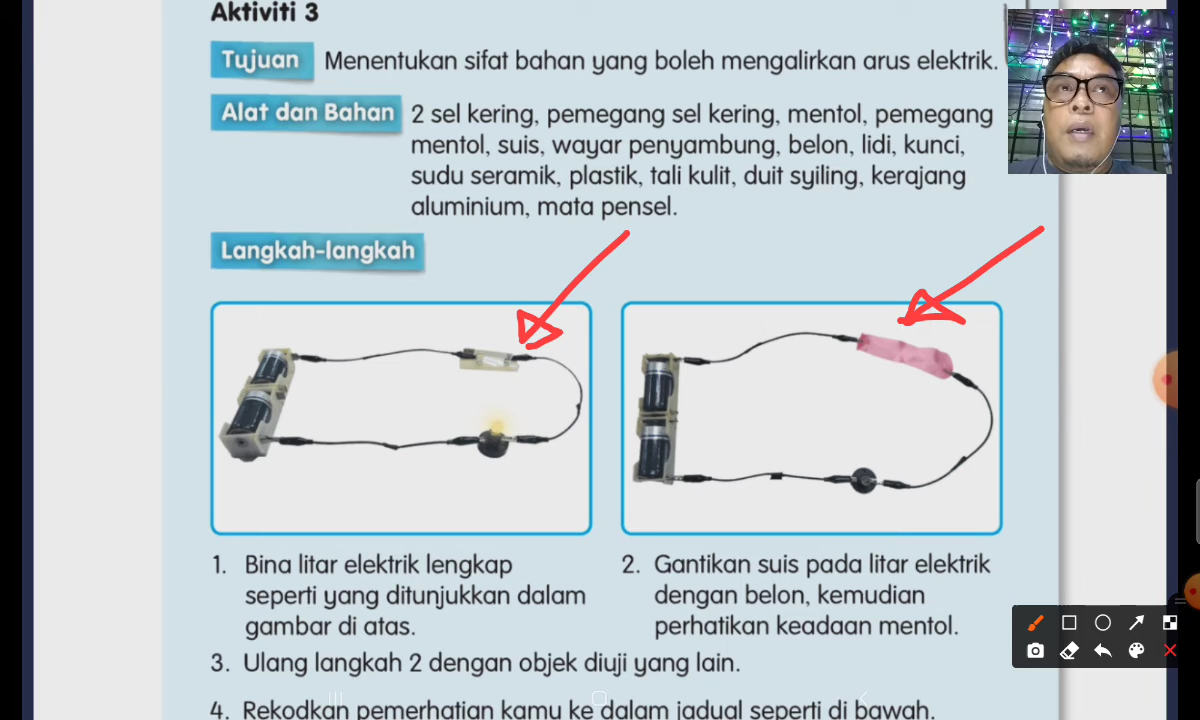 Aktiviti 3
Tujuan Menentukan sifat bahan yang boleh mengalirkan arus elektrik.
Alat dan Bahan 2 sel kering, pemegang sel kering, mentol, pemegang
mentol, suis, wayar penyambung, belon, lidi, kunci,
sudu seramik, plastik, tali kulit, duit syiling, kerajang
aluminium, mata pensel.
Langkah-langkah
1. Bina litar elektrik lengkap
seperti yang ditunjukkan dalam
gambar di atas.
2. Gantikan suis pada litar elektrik
dengan belon, kemudian
perhatikan keadaan mentol.
3. Ulang langkah 2 dengan objek diuji yang lain.
4. Rekodkan pemerhatian kamu ke dalam jadual seperti di bawah.